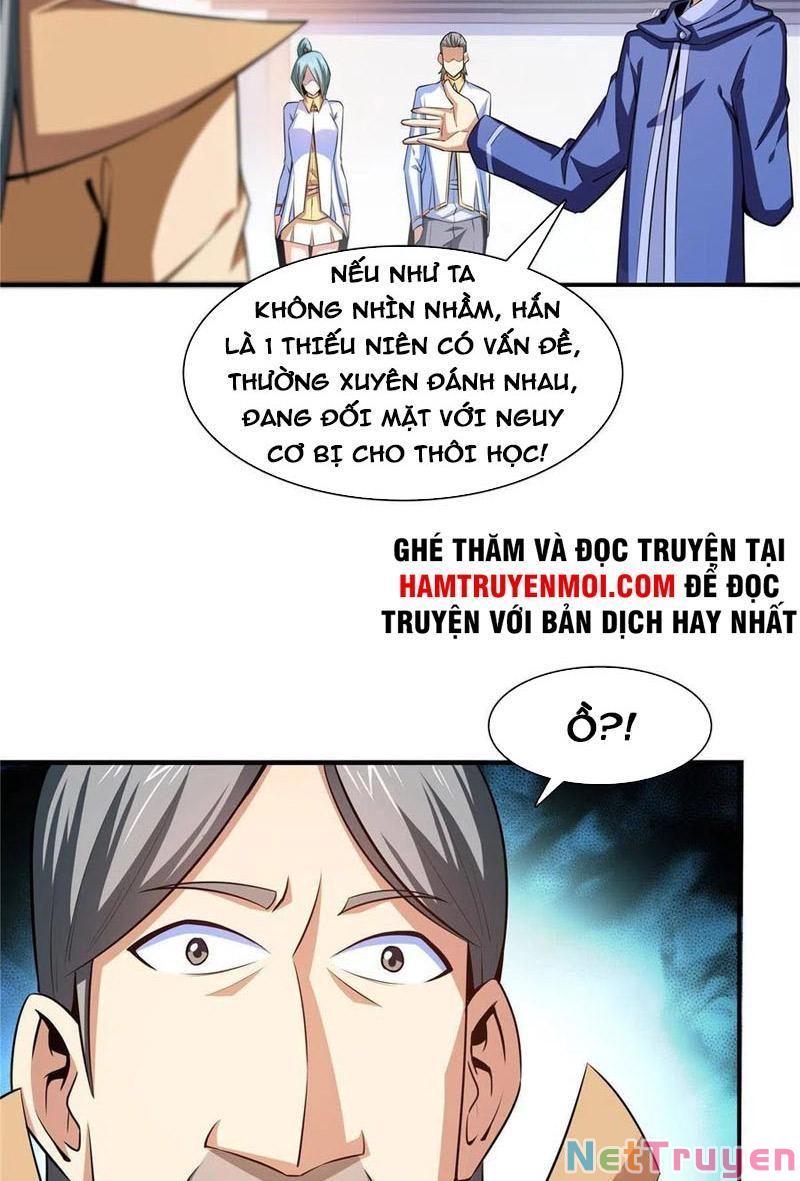 NẾU NHƯ TA
KHÔNG NHÌN NHẦM, HẮN
LÀ 1 THIẾU NIÊN CÓ VẤN ĐỀ,
THƯỜNG XUYÊN ĐÁNH NHAU,
ĐANG ĐỐI MẶT VỚI NGUY
CƠ BỊ CHO THÔI HỌC!
GHÉ THĂM VÀ ĐỌC TRUYỆN TẠI
HAMTRUYENMOI.COM ĐỂ ĐỌC
TRUYỆN VỚI BẢN DỊCH HAY NHẤT
Ồ?!
NetTruyen